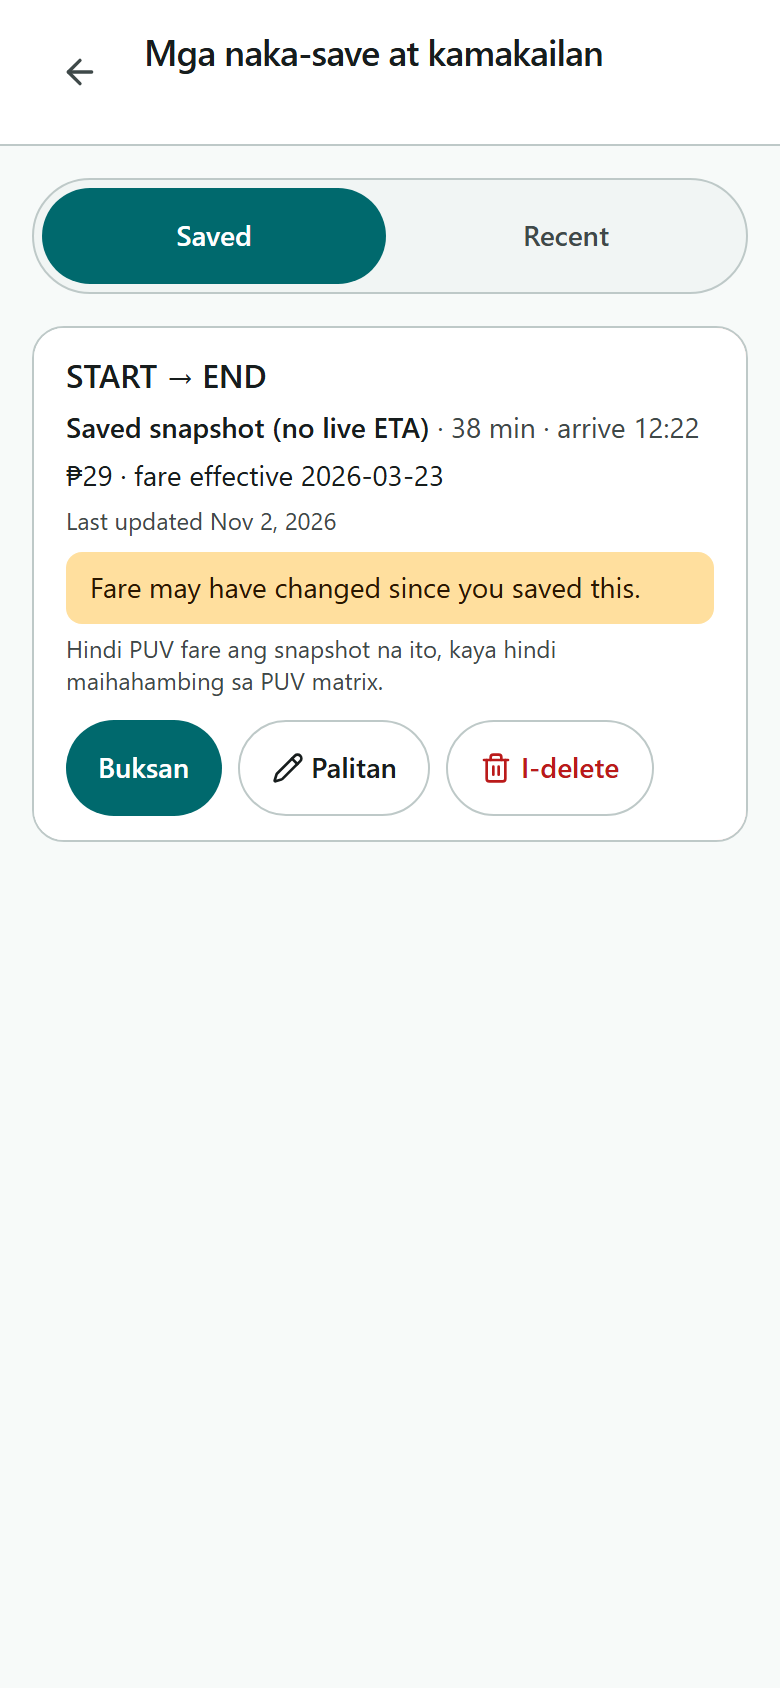 Mga naka-save at kamakailan
Saved
Recent
START → END
Saved snapshot (no live ETA) · 38 min · arrive 12:22
₱29 · fare effective 2026-03-23
Last updated Nov 2, 2026
Fare may have changed since you saved this.
Hindi PUV fare ang snapshot na ito, kaya hindi
maihahambing sa PUV matrix.
Buksan
Palitan
I-delete